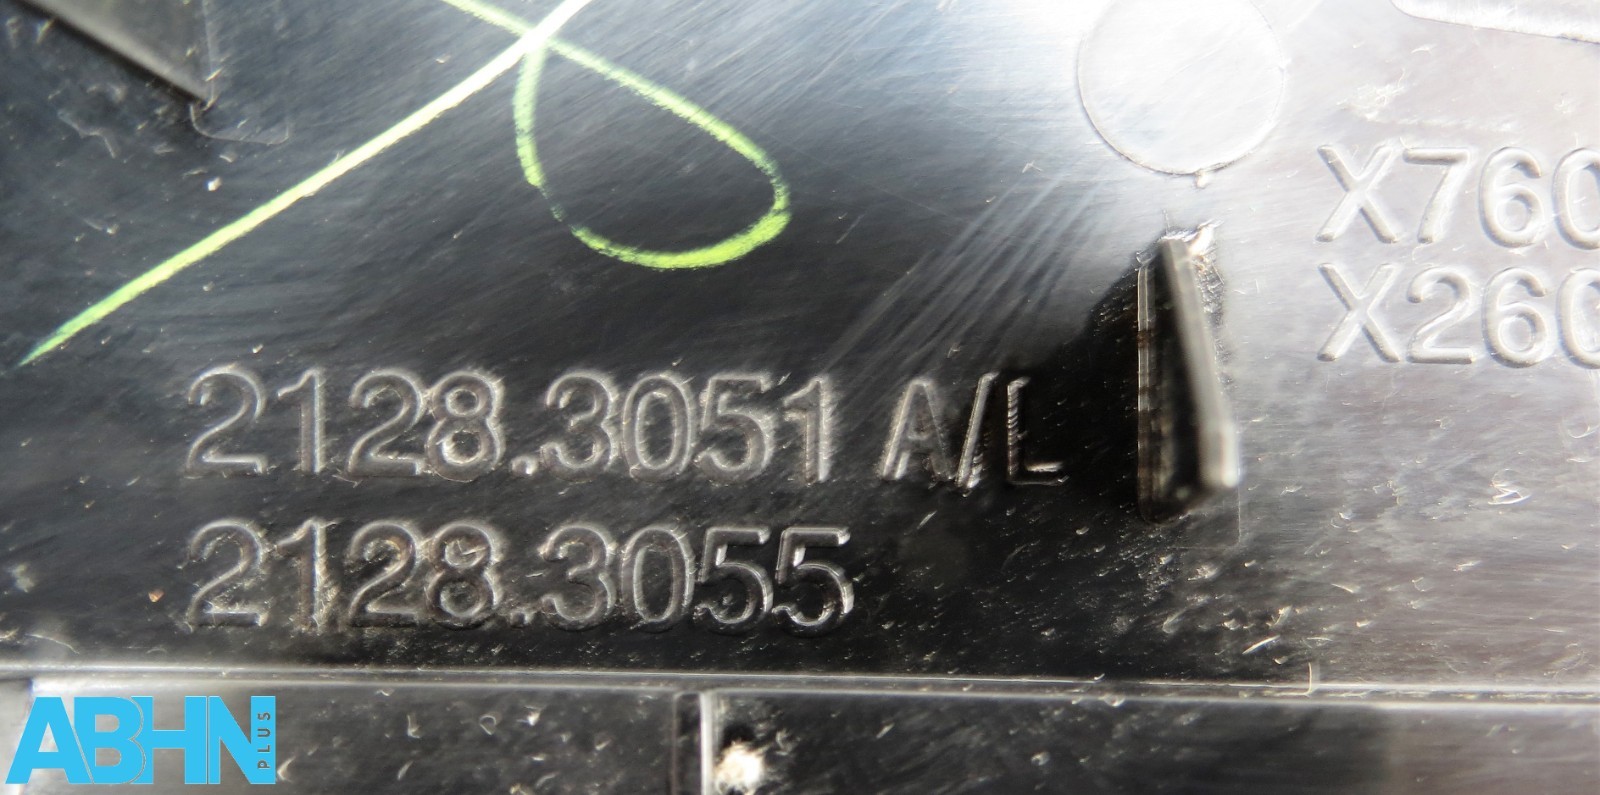 X760
X260
2128.3051 A/L
2128.3055
ABHN PLUS